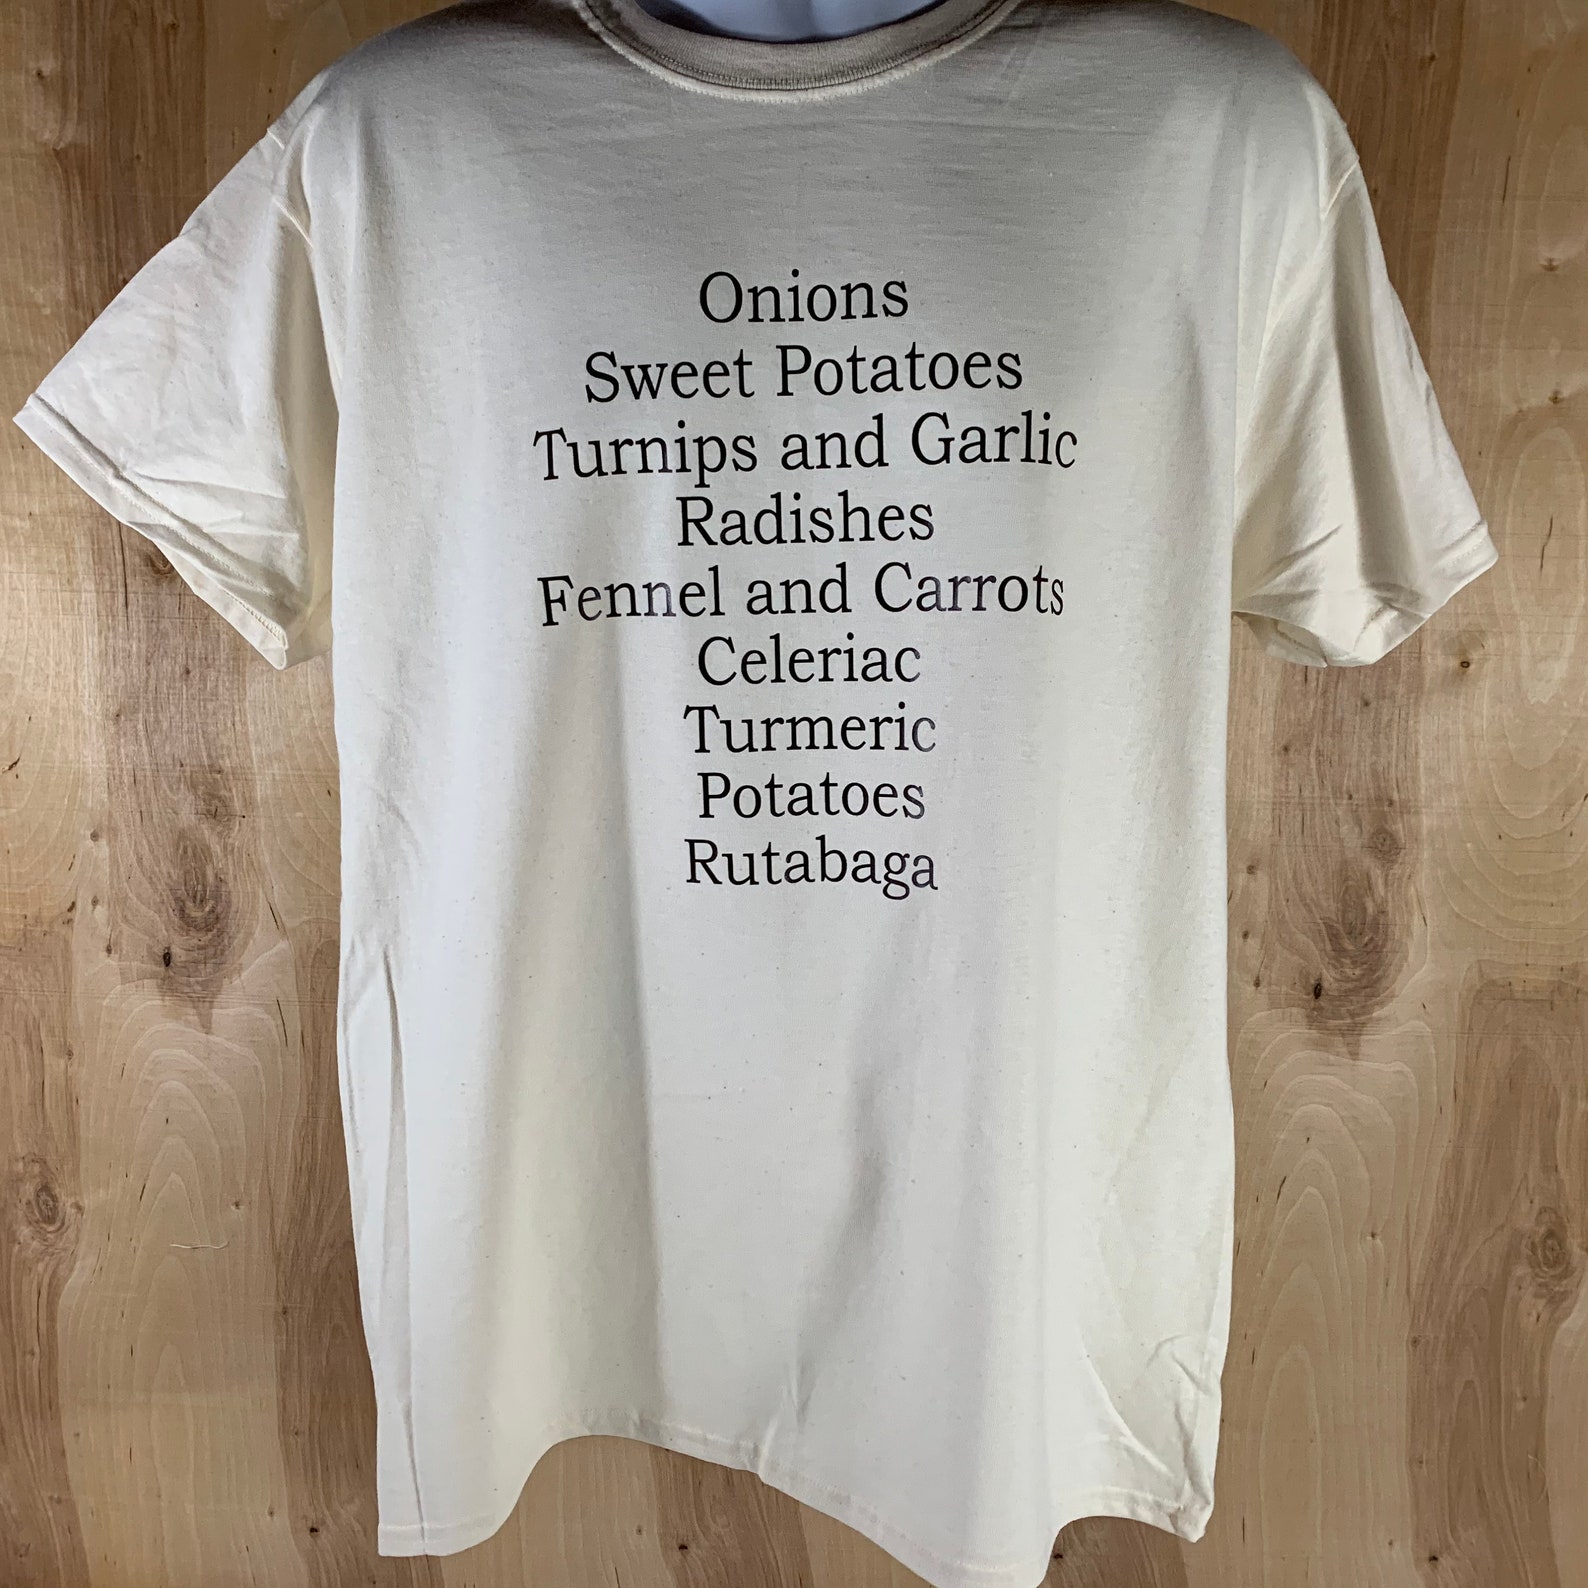 Onions
Sweet Potatoes
Turnips and Garlic
Radishes
Fennel and Carrots
Celeriac
Turmeric
Potatoes
Rutabaga